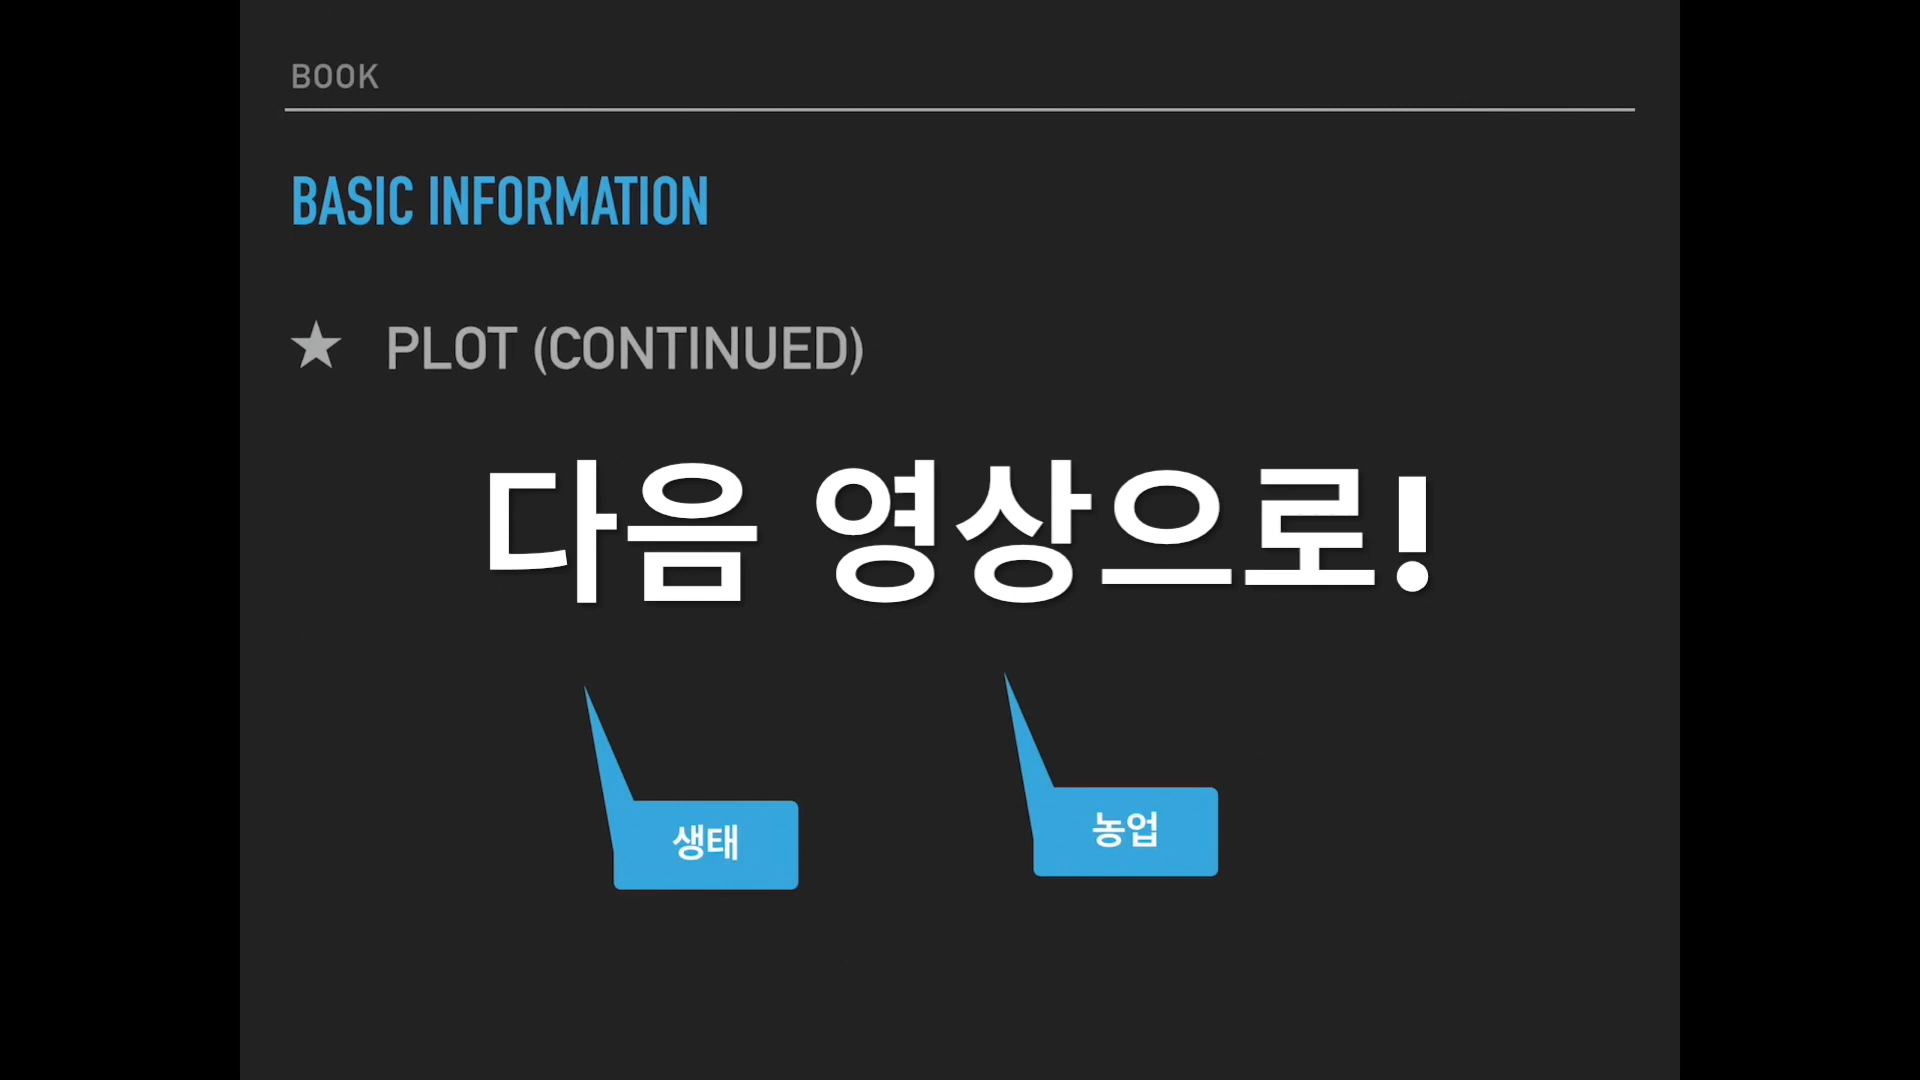 BOOK
BASIC INFORMATION
★ PLOT (CONTINUED)
다음 영상으로!
생태
농업